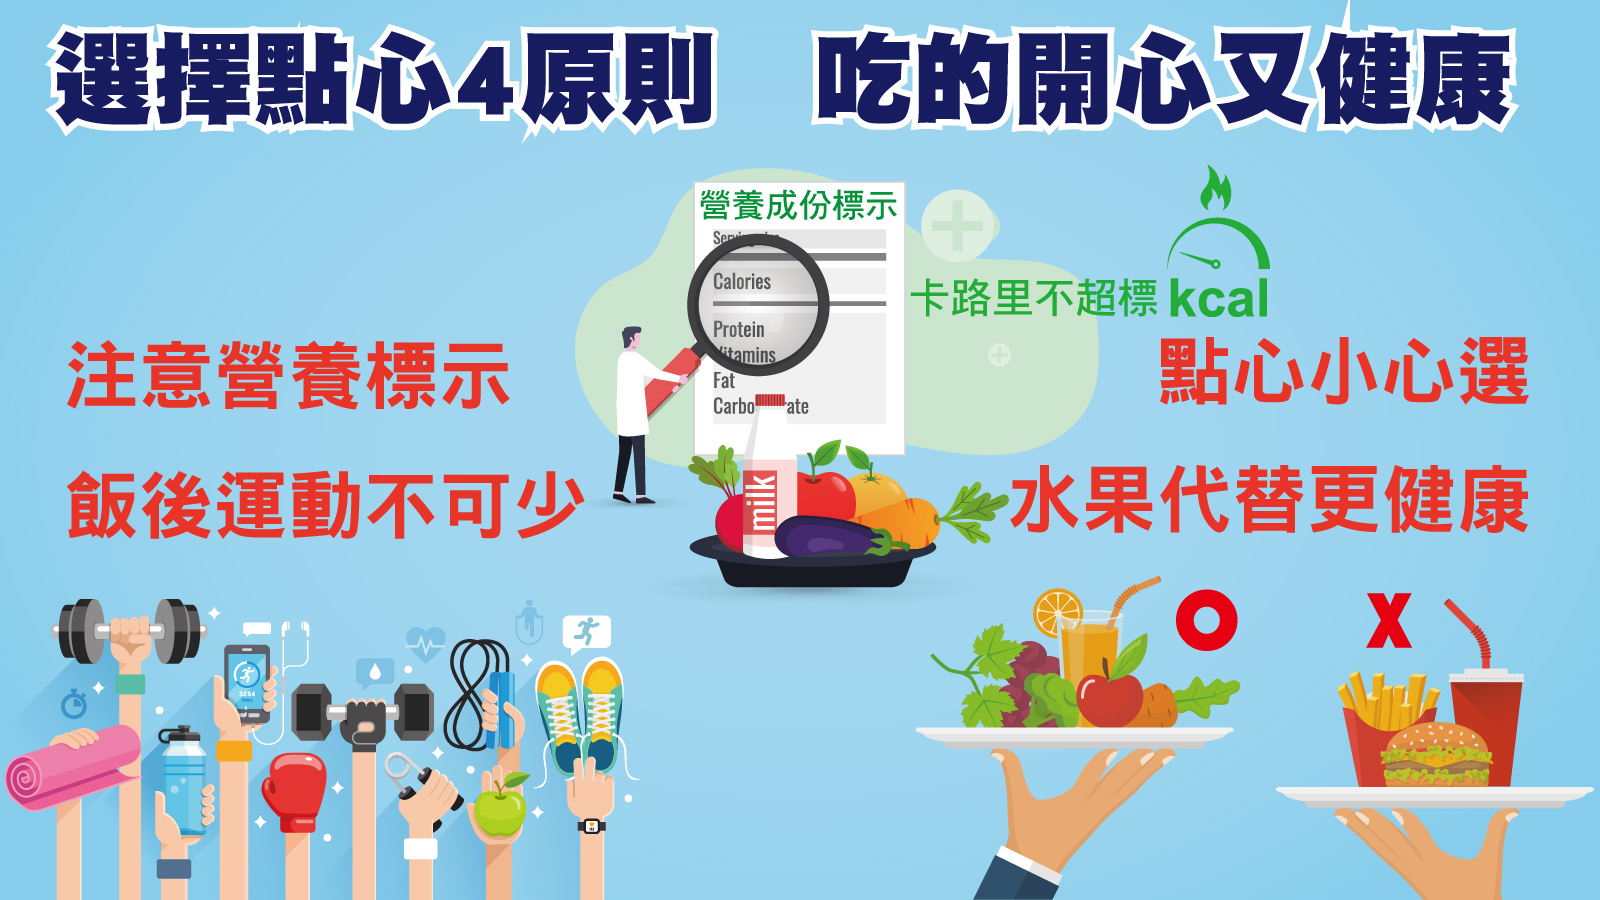 選擇點心4原則 吃的開心又健康
營養成份標示
Calories
Protein
Vitamins
Fat
卡路里不超標 kcal
注意營養標示
點心小心選
飯後運動不可少
水果代替更健康
milk
O X
3254